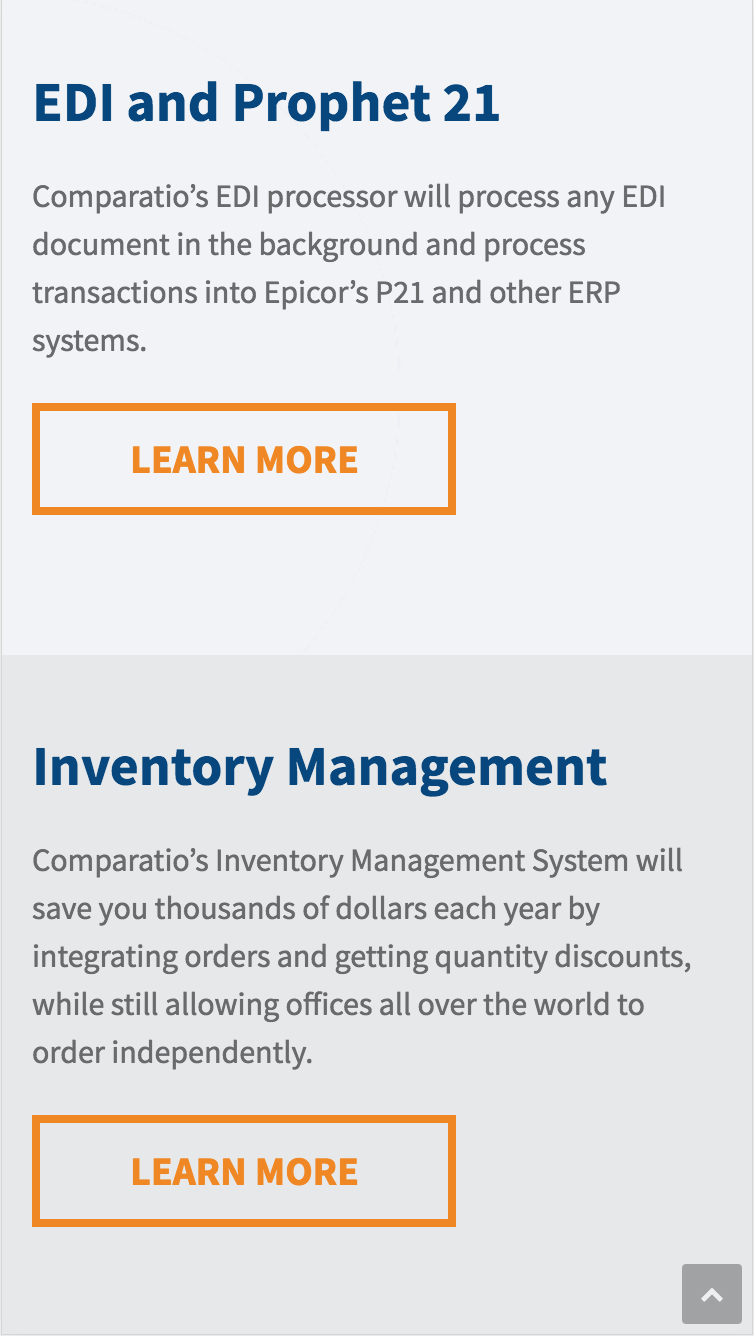 EDI and Prophet 21
Comparatio’s EDI processor will process any EDI
document in the background and process
transactions into Epicor’s P21 and other ERP
systems.
LEARN MORE
Inventory Management
Comparatio’s Inventory Management System will
save you thousands of dollars each year by
integrating orders and getting quantity discounts,
while still allowing offices all over the world to
order independently.
LEARN MORE